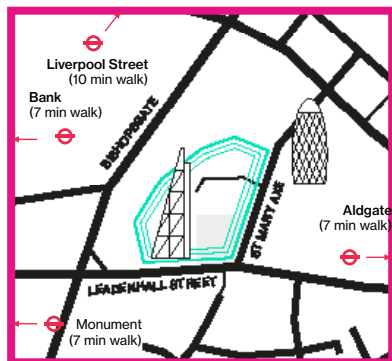 Liverpool Street
(10 min walk)
Bank
(7 min walk)
BISHOPSGATE
ST MARY AXE
Aldgate
(7 min walk)
LEADENHALL STREET
Monument
(7 min walk)